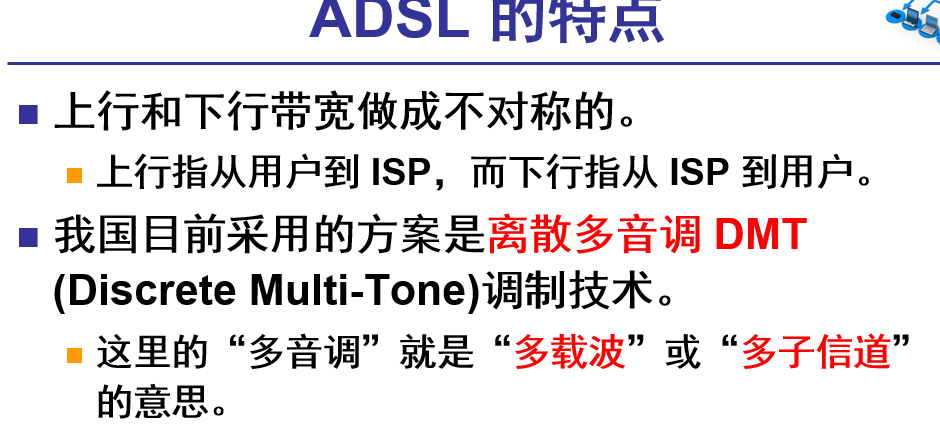 ADSL 的特点
上行和下行带宽做成不对称的。
上行指从用户到 ISP，而下行指从 ISP 到用户。
我国目前采用的方案是离散多音调 DMT
(Discrete Multi-Tone)调制技术。
这里的“多音调”就是“多载波”或“多子信道”
的意思。